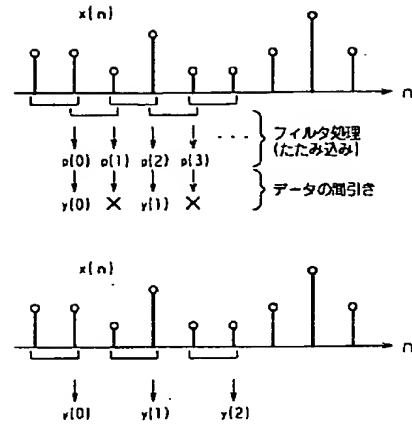 x(n)
n
p(0) p(1) p(2) p(3) ・・・ フィルタ処理
(たたみ込み)
y(0) × y(1) × データの間引き
x(n)
n
y(0) y(1) y(2)